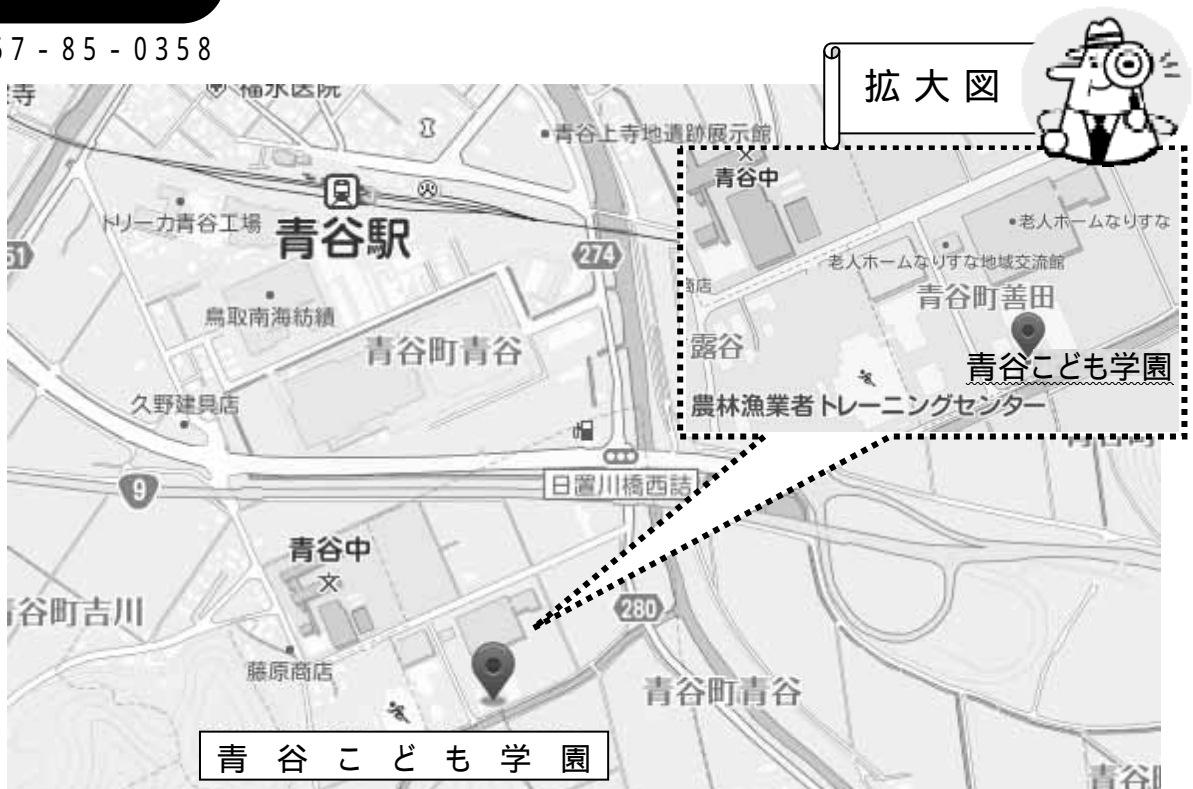 57-85-0358
拡大図
寺
福永医院
青谷上寺地遺跡展示館
青谷中
老人ホームなりすな
トリーカ青谷工場
青谷駅
274
老人ホームなりすな地域交流館
商店
青谷町善田
鳥取南海紡績
青谷町青谷
露谷
青谷こども学園
久野建具店
農林漁業者トレーニングセンター
9
日置川橋西詰
青谷中
文
谷町吉川
280
藤原商店
青谷町青谷
青谷こども学園
青谷町